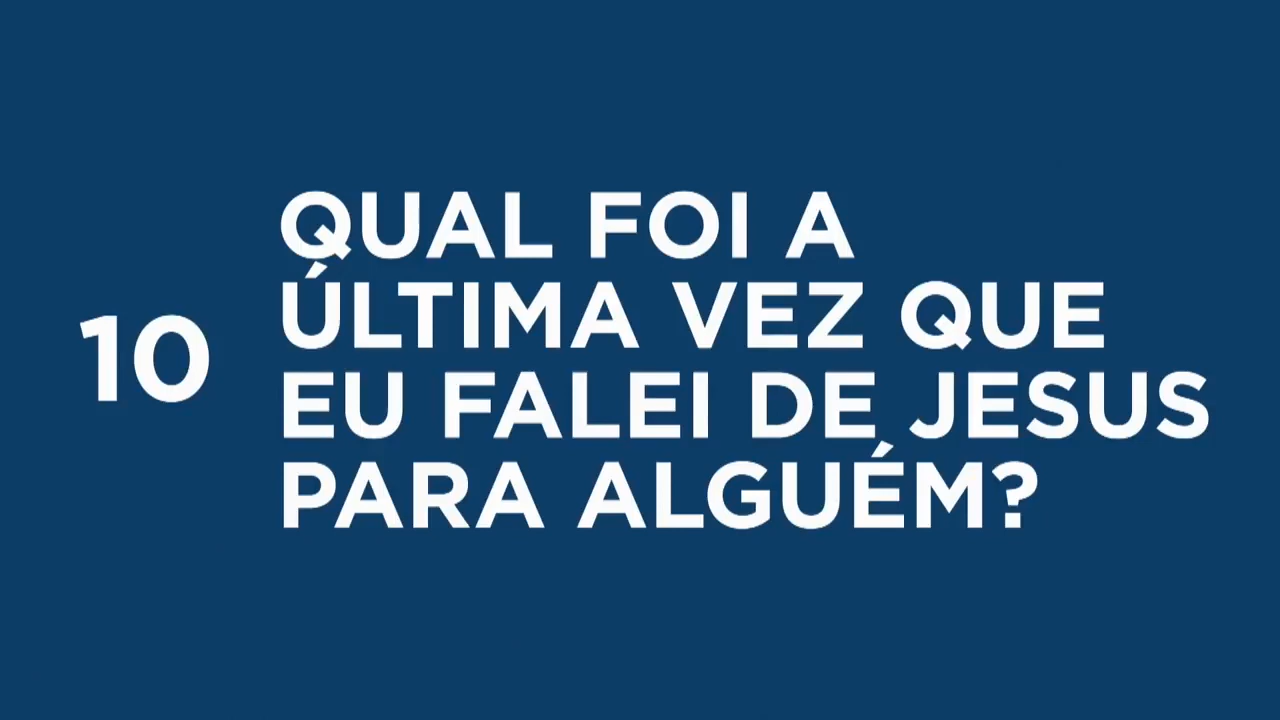 10
QUAL FOI A
ÚLTIMA VEZ QUE
EU FALEI DE JESUS
PARA ALGUÉM?